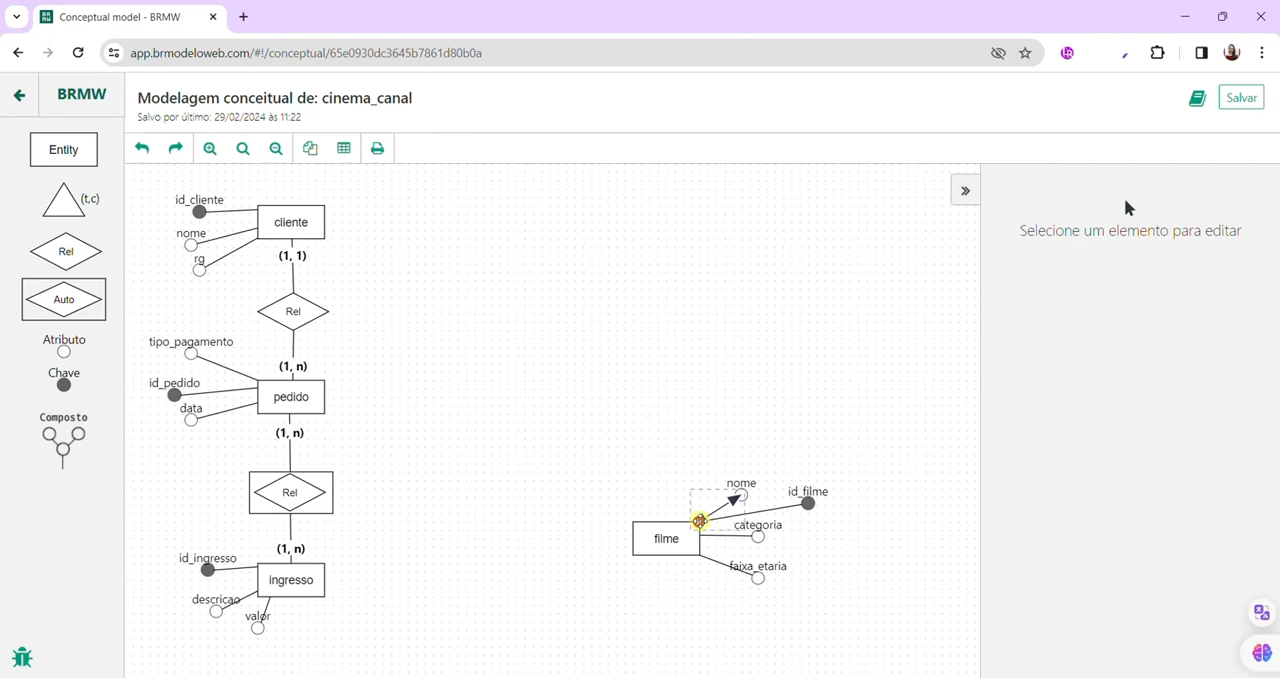 Conceptual model - BRMW
app.brmodeloweb.com/#!/conceptual/65e0930dc3645b7861d80b0a
BRMW
Modelagem conceitual de: cinema_canal
Salvo por último: 29/02/2024 às 11:22
Salvar
Entity
(t,c)
Rel
Auto
Atributo
Chave
Composto
id_cliente
cliente
nome
rg
(1, 1)
Rel
tipo_pagamento
(1, n)
id_pedido
pedido
data
(1, n)
Rel
(1, n)
id_ingresso
ingresso
descricao
valor
nome
id_filme
categoria
filme
faixa_etaria
Selecione um elemento para editar